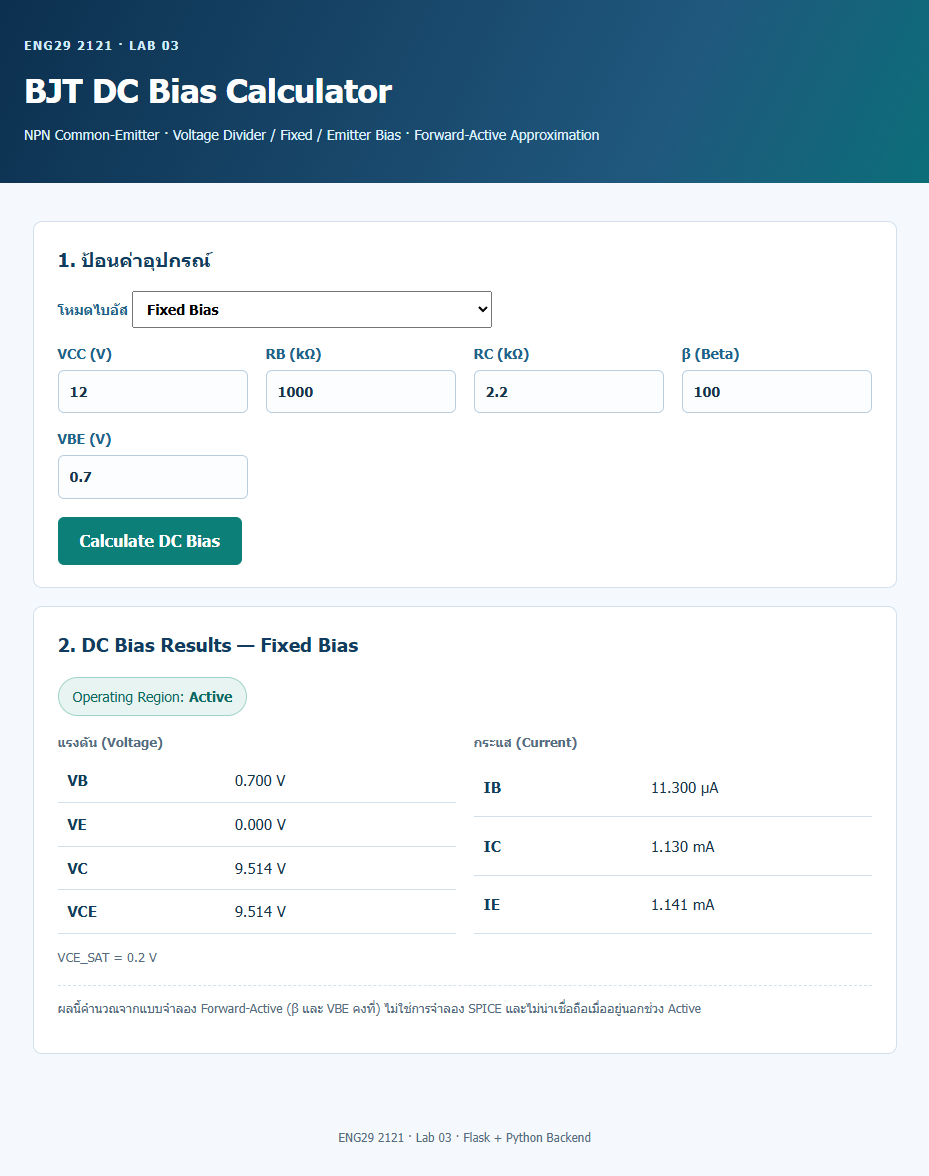 ENG29 2121 · LAB 03
BJT DC Bias Calculator
NPN Common-Emitter · Voltage Divider / Fixed / Emitter Bias · Forward-Active Approximation
1. ป้อนค่าอุปกรณ์
โหมดไบอัส Fixed Bias
VCC (V) RB (kΩ) RC (kΩ) β (Beta)
12 1000 2.2 100
VBE (V)
0.7
Calculate DC Bias
2. DC Bias Results — Fixed Bias
Operating Region: Active
แรงดัน (Voltage)
VB 0.700 V
VE 0.000 V
VC 9.514 V
VCE 9.514 V
กระแส (Current)
IB 11.300 µA
IC 1.130 mA
IE 1.141 mA
VCE_SAT = 0.2 V
ผลนี้คำนวณจากแบบจำลอง Forward-Active (β และ VBE คงที่) ไม่ใช่การจำลอง SPICE และไม่น่าเชื่อถือเมื่ออยู่นอกช่วง Active
ENG29 2121 · Lab 03 · Flask + Python Backend